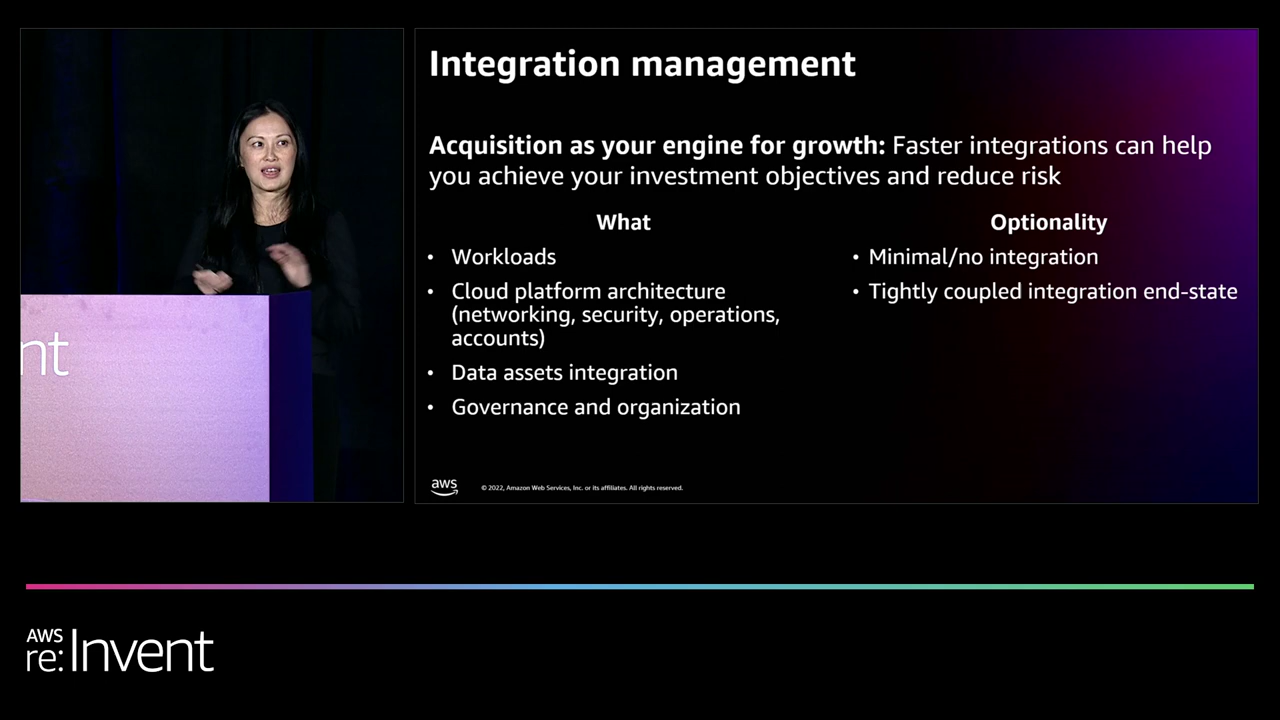 Integration management
Acquisition as your engine for growth: Faster integrations can help
you achieve your investment objectives and reduce risk
What
• Workloads
• Cloud platform architecture
(networking, security, operations,
accounts)
• Data assets integration
• Governance and organization
Optionality
• Minimal/no integration
• Tightly coupled integration end-state
nt
aws
© 2022, Amazon Web Services, Inc. or its affiliates. All rights reserved.
AWS
re:Invent